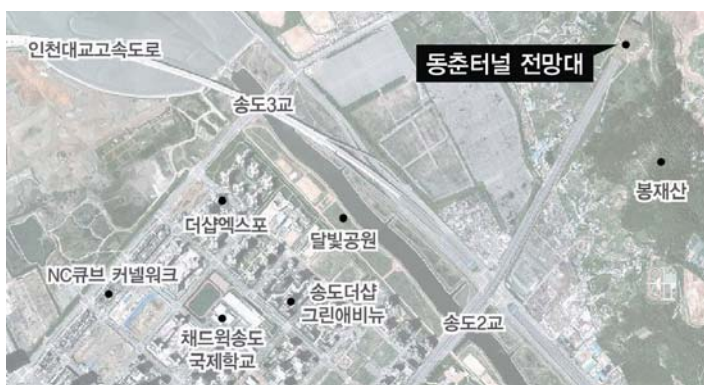 인천대교고속도로
동춘터널 전망대
송도3교
봉재산
더샵엑스포
달빛공원
NC큐브 커넬워크
송도더샵
그린애비뉴
송도2교
채드윅송도
국제학교